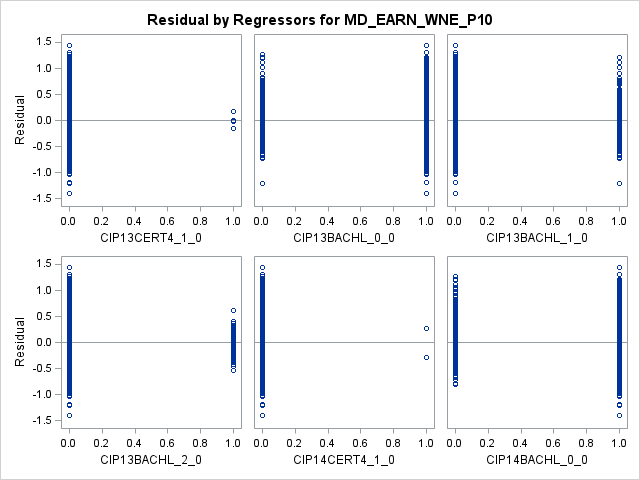 Residual by Regressors for MD_EARN_WNE_P10
Residual
1.5
1.0
0.5
0.0
-0.5
-1.0
-1.5
0.0 0.2 0.4 0.6 0.8 1.0
CIP13CERT4_1_0
0.0 0.2 0.4 0.6 0.8 1.0
CIP13BACHL_0_0
0.0 0.2 0.4 0.6 0.8 1.0
CIP13BACHL_1_0
Residual
1.5
1.0
0.5
0.0
-0.5
-1.0
-1.5
0.0 0.2 0.4 0.6 0.8 1.0
CIP13BACHL_2_0
0.0 0.2 0.4 0.6 0.8 1.0
CIP14CERT4_1_0
0.0 0.2 0.4 0.6 0.8 1.0
CIP14BACHL_0_0